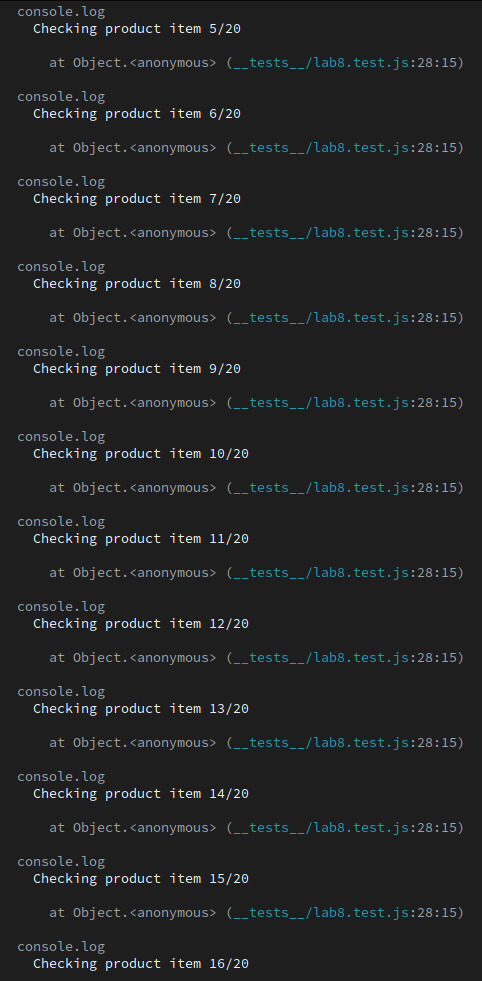 console.log
Checking product item 5/20
at Object.<anonymous> (__tests__/lab8.test.js:28:15)
console.log
Checking product item 6/20
at Object.<anonymous> (__tests__/lab8.test.js:28:15)
console.log
Checking product item 7/20
at Object.<anonymous> (__tests__/lab8.test.js:28:15)
console.log
Checking product item 8/20
at Object.<anonymous> (__tests__/lab8.test.js:28:15)
console.log
Checking product item 9/20
at Object.<anonymous> (__tests__/lab8.test.js:28:15)
console.log
Checking product item 10/20
at Object.<anonymous> (__tests__/lab8.test.js:28:15)
console.log
Checking product item 11/20
at Object.<anonymous> (__tests__/lab8.test.js:28:15)
console.log
Checking product item 12/20
at Object.<anonymous> (__tests__/lab8.test.js:28:15)
console.log
Checking product item 13/20
at Object.<anonymous> (__tests__/lab8.test.js:28:15)
console.log
Checking product item 14/20
at Object.<anonymous> (__tests__/lab8.test.js:28:15)
console.log
Checking product item 15/20
at Object.<anonymous> (__tests__/lab8.test.js:28:15)
console.log
Checking product item 16/20